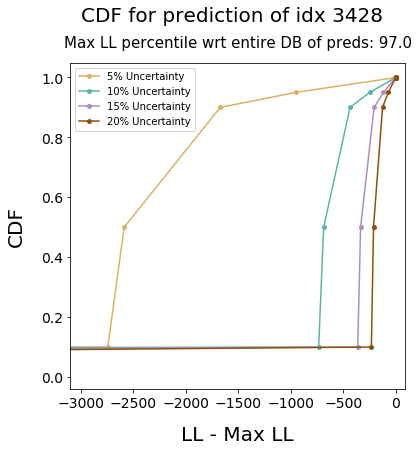 CDF for prediction of idx 3428
Max LL percentile wrt entire DB of preds: 97.0
5% Uncertainty
10% Uncertainty
15% Uncertainty
20% Uncertainty
1.0
0.8
0.6
0.4
0.2
0.0
CDF
−3000 −2500 −2000 −1500 −1000 −500 0
LL - Max LL